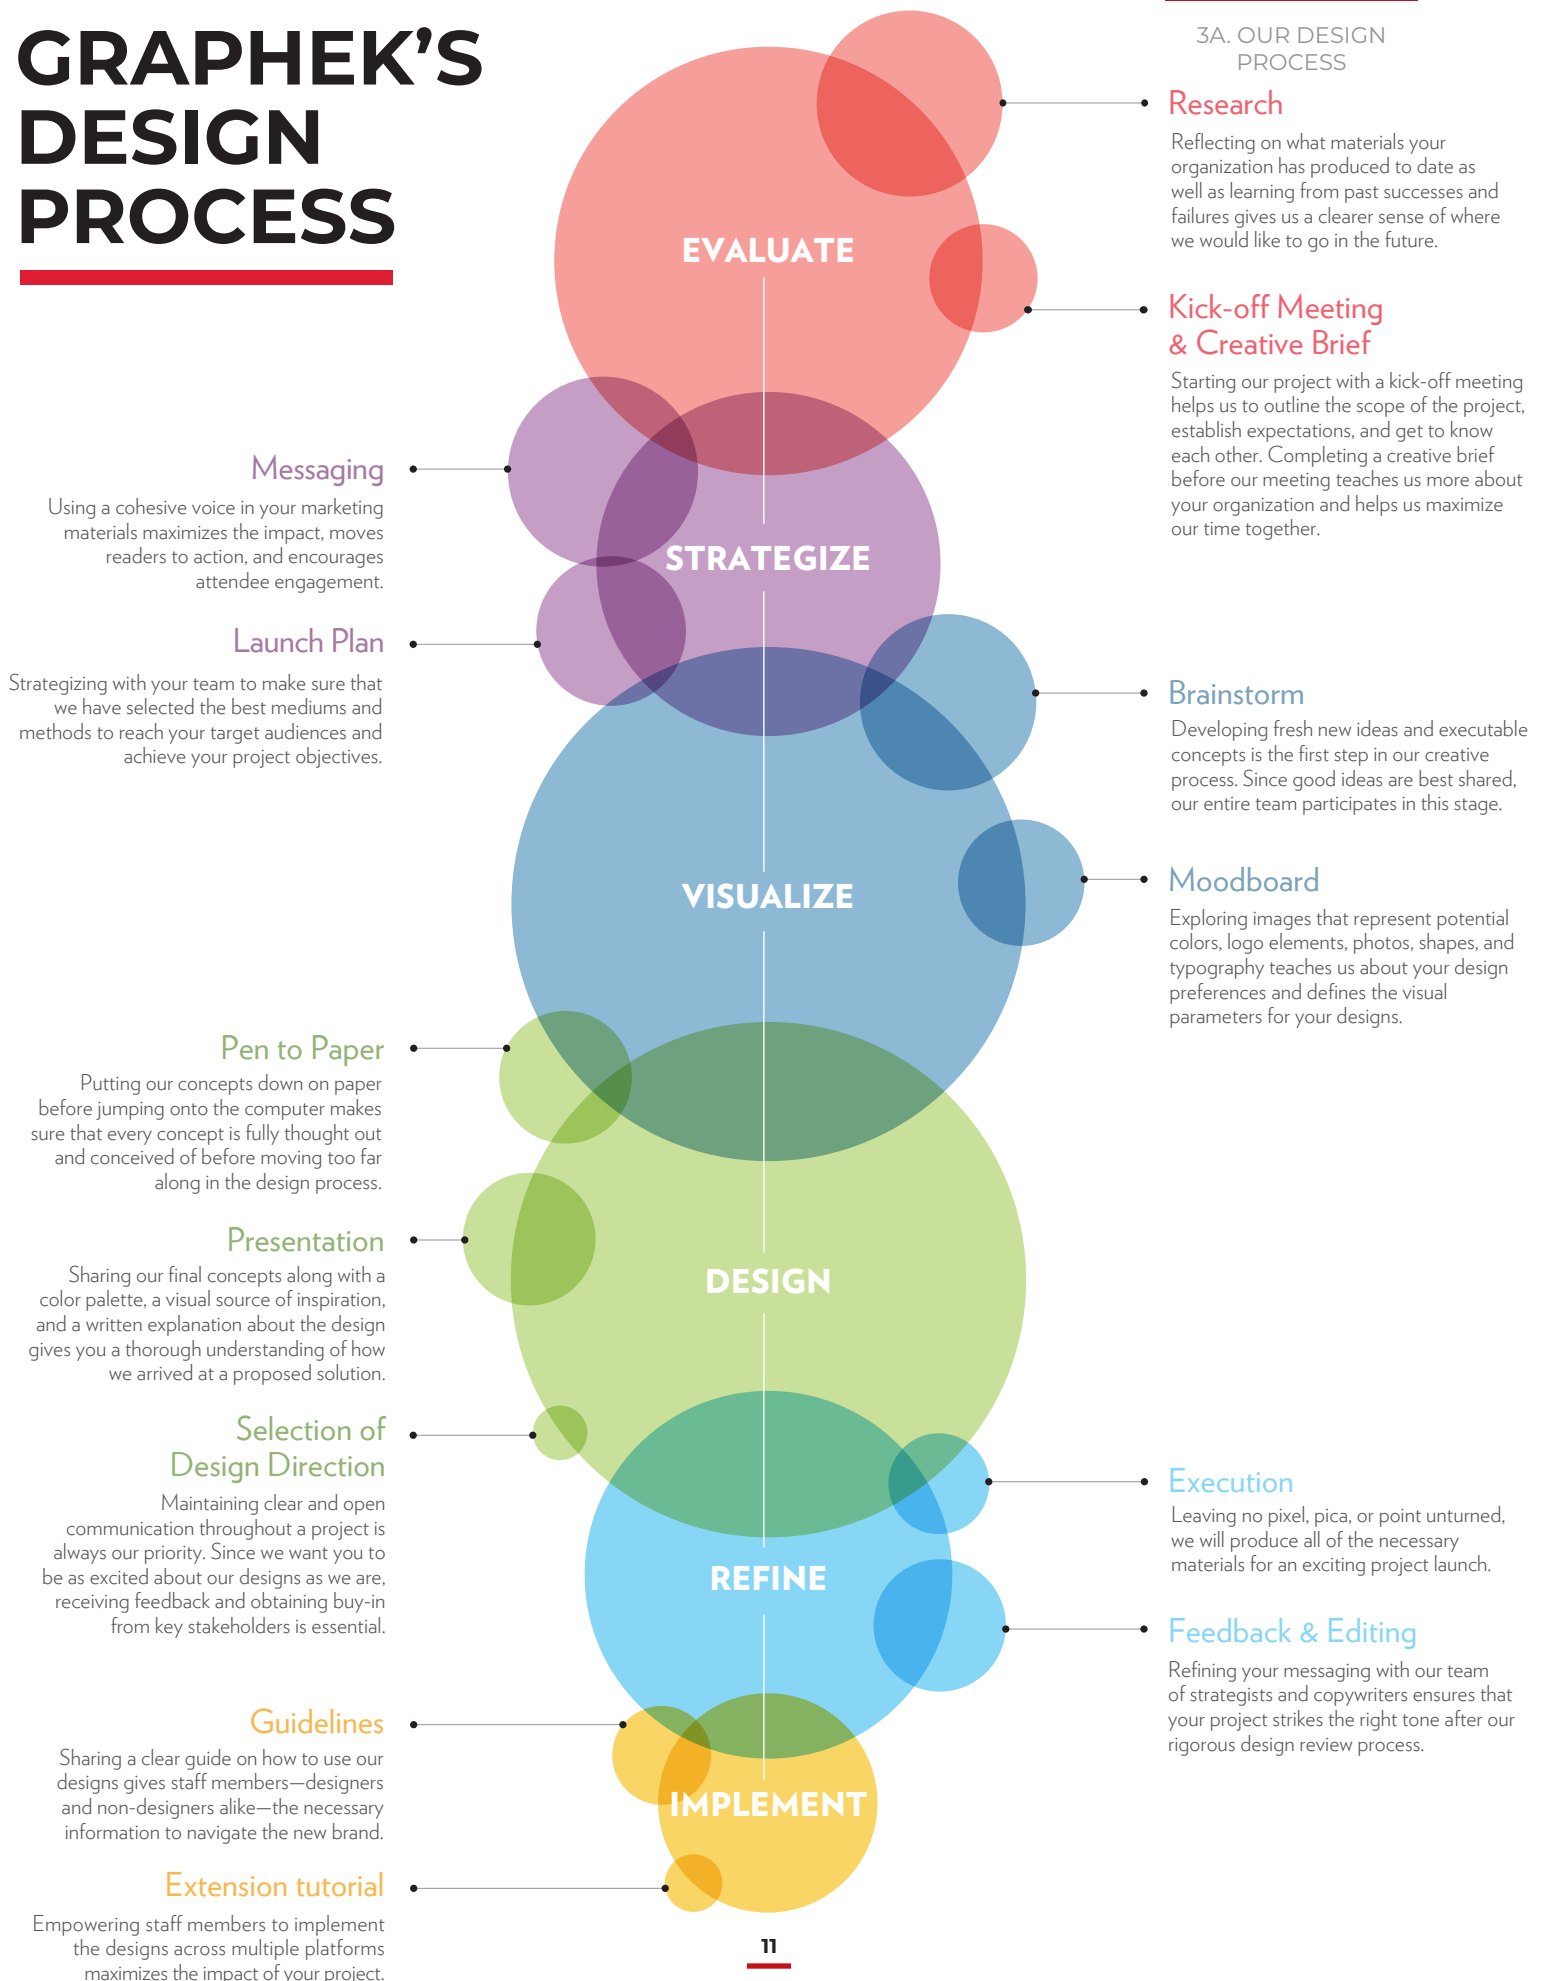 GRAPHEK'S
DESIGN
PROCESS
3A. OUR DESIGN
PROCESS
EVALUATE
Research
Reflecting on what materials your
organization has produced to date as
well as learning from past successes and
failures gives us a clearer sense of where
we would like to go in the future.
Kick-off Meeting
& Creative Brief
Starting our project with a kick-off meeting
helps us to outline the scope of the project,
establish expectations, and get to know
each other. Completing a creative brief
before our meeting teaches us more about
your organization and helps us maximize
our time together.
STRATEGIZE
Messaging
Using a cohesive voice in your marketing
materials maximizes the impact, moves
readers to action, and encourages
attendee engagement.
Launch Plan
Strategizing with your team to make sure that
we have selected the best mediums and
methods to reach your target audiences and
achieve your project objectives.
VISUALIZE
Brainstorm
Developing fresh new ideas and executable
concepts is the first step in our creative
process. Since good ideas are best shared,
our entire team participates in this stage.
Moodboard
Exploring images that represent potential
colors, logo elements, photos, shapes, and
typography teaches us about your design
preferences and defines the visual
parameters for your designs.
DESIGN
Pen to Paper
Putting our concepts down on paper
before jumping onto the computer makes
sure that every concept is fully thought out
and conceived of before moving too far
along in the design process.
Presentation
Sharing our final concepts along with a
color palette, a visual source of inspiration,
and a written explanation about the design
gives you a thorough understanding of how
we arrived at a proposed solution.
Selection of
Design Direction
Maintaining clear and open
communication throughout a project is
always our priority. Since we want you to
be as excited about our designs as we are,
receiving feedback and obtaining buy-in
from key stakeholders is essential.
REFINE
Execution
Leaving no pixel, pica, or point unturned,
we will produce all of the necessary
materials for an exciting project launch.
Feedback & Editing
Refining your messaging with our team
of strategists and copywriters ensures that
your project strikes the right tone after our
rigorous design review process.
IMPLEMENT
Guidelines
Sharing a clear guide on how to use our
designs gives staff members—designers
and non-designers alike—the necessary
information to navigate the new brand.
Extension tutorial
Empowering staff members to implement
the designs across multiple platforms
maximizes the impact of your project.
11